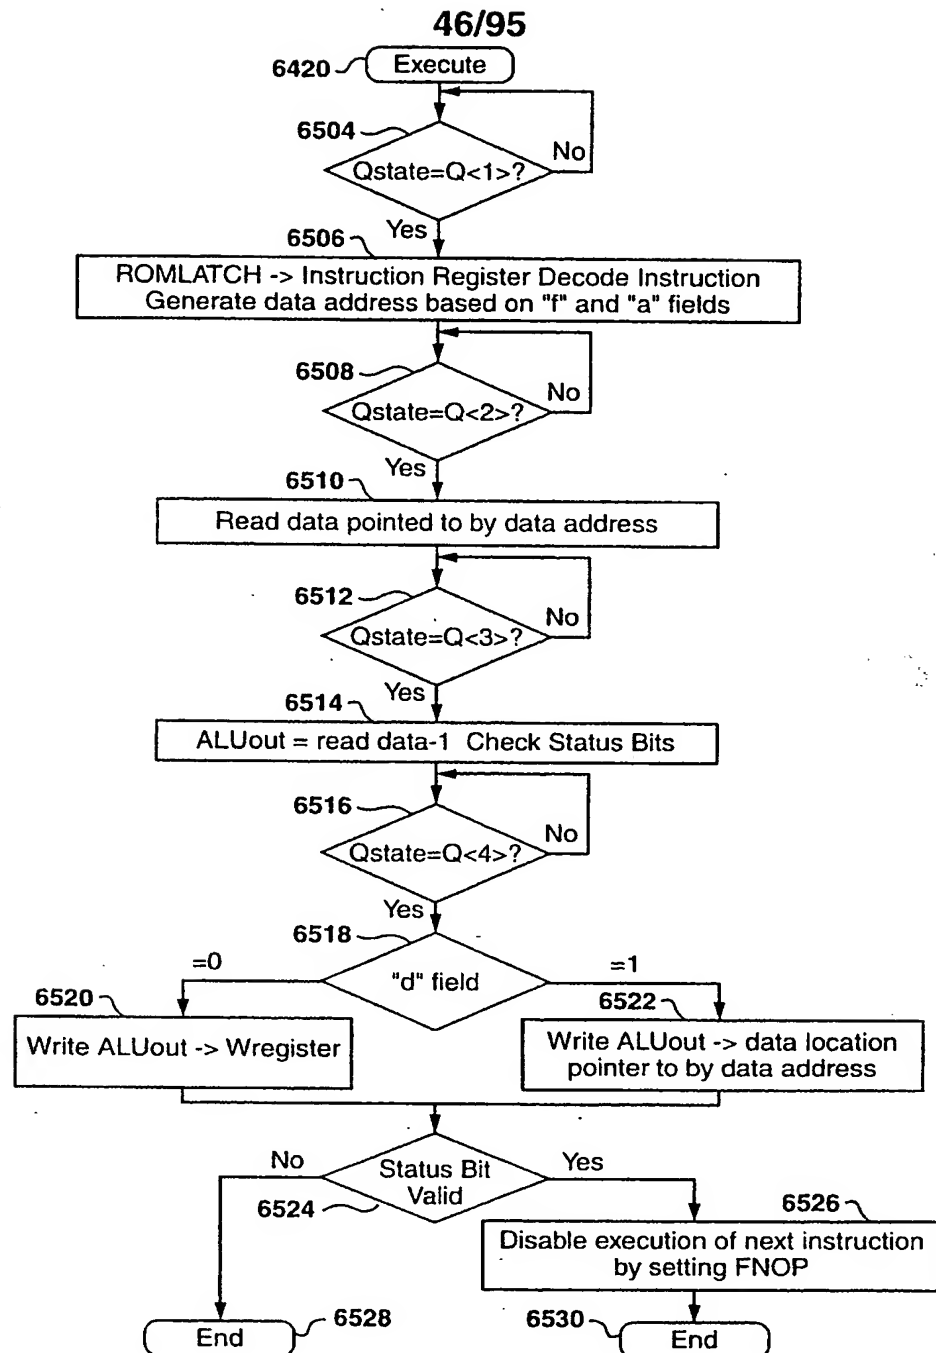 46/95
6420
Execute
6504
Qstate=Q<1>?
No
Yes
6506
ROMLATCH -> Instruction Register Decode Instruction
Generate data address based on "f" and "a" fields
6508
Qstate=Q<2>?
No
Yes
6510
Read data pointed to by data address
6512
Qstate=Q<3>?
No
Yes
6514
ALUout = read data-1 Check Status Bits
6516
Qstate=Q<4>?
No
Yes
6518
"d" field
=0
=1
6520
Write ALUout -> Wregister
6522
Write ALUout -> data location
pointer to by data address
No
Status Bit
Valid
Yes
6524
6526
Disable execution of next instruction
by setting FNOP
End
6528
6530
End